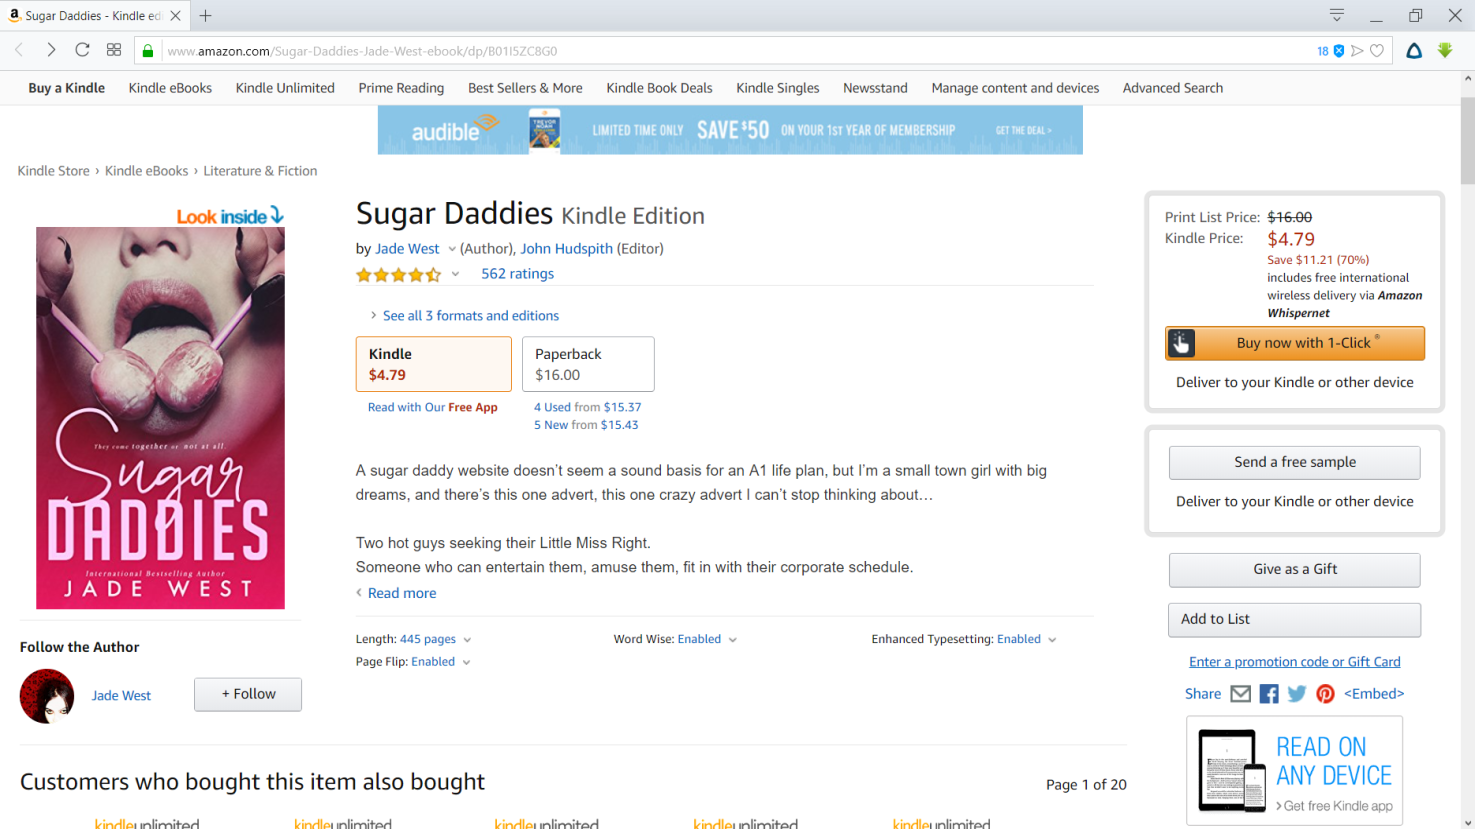 Sugar Daddies - Kindle edi
www.amazon.com/Sugar-Daddies-Jade-West-ebook/dp/B01I5ZC8G0
18
Buy a Kindle Kindle eBooks Kindle Unlimited Prime Reading Best Sellers & More Kindle Book Deals Kindle Singles Newsstand Manage content and devices Advanced Search
audible LIMITED TIME ONLY SAVE $50 ON YOUR 1ST YEAR OF MEMBERSHIP GET THE DEAL >
Kindle Store › Kindle eBooks › Literature & Fiction
Look inside
They come together or not at all.
Sugar
DADDIES
International Bestselling Author
JADE WEST
Follow the Author
Jade West
+ Follow
Sugar Daddies Kindle Edition
by Jade West (Author), John Hudspith (Editor)
562 ratings
See all 3 formats and editions
Kindle
$4.79
Read with Our Free App
Paperback
$16.00
4 Used from $15.37
5 New from $15.43
A sugar daddy website doesn’t seem a sound basis for an A1 life plan, but I’m a small town girl with big
dreams, and there’s this one advert, this one crazy advert I can’t stop thinking about…
Two hot guys seeking their Little Miss Right.
Someone who can entertain them, amuse them, fit in with their corporate schedule.
Read more
Length: 445 pages Word Wise: Enabled Enhanced Typesetting: Enabled
Page Flip: Enabled
Print List Price: $16.00
Kindle Price: $4.79
Save $11.21 (70%)
includes free international
wireless delivery via Amazon
Whispernet
Buy now with 1-Click ®
Deliver to your Kindle or other device
Send a free sample
Deliver to your Kindle or other device
Give as a Gift
Add to List
Enter a promotion code or Gift Card
Share <Embed>
READ ON
ANY DEVICE
› Get free Kindle app
Customers who bought this item also bought
Page 1 of 20
kindleunlimited kindleunlimited kindleunlimited kindleunlimited kindleunlimited